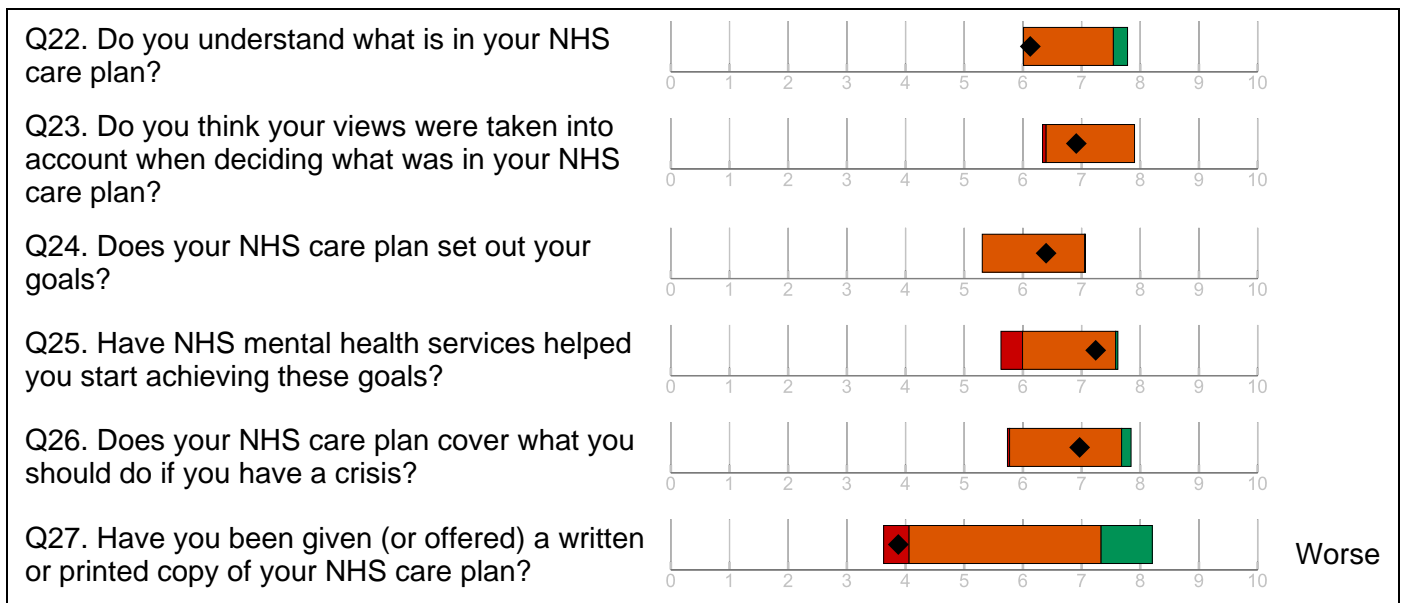 Q22. Do you understand what is in your NHS
care plan?
0 1 2 3 4 5 6 7 8 9 10
Q23. Do you think your views were taken into
account when deciding what was in your NHS
care plan?
0 1 2 3 4 5 6 7 8 9 10
Q24. Does your NHS care plan set out your
goals?
0 1 2 3 4 5 6 7 8 9 10
Q25. Have NHS mental health services helped
you start achieving these goals?
0 1 2 3 4 5 6 7 8 9 10
Q26. Does your NHS care plan cover what you
should do if you have a crisis?
0 1 2 3 4 5 6 7 8 9 10
Q27. Have you been given (or offered) a written
or printed copy of your NHS care plan?
Worse
0 1 2 3 4 5 6 7 8 9 10